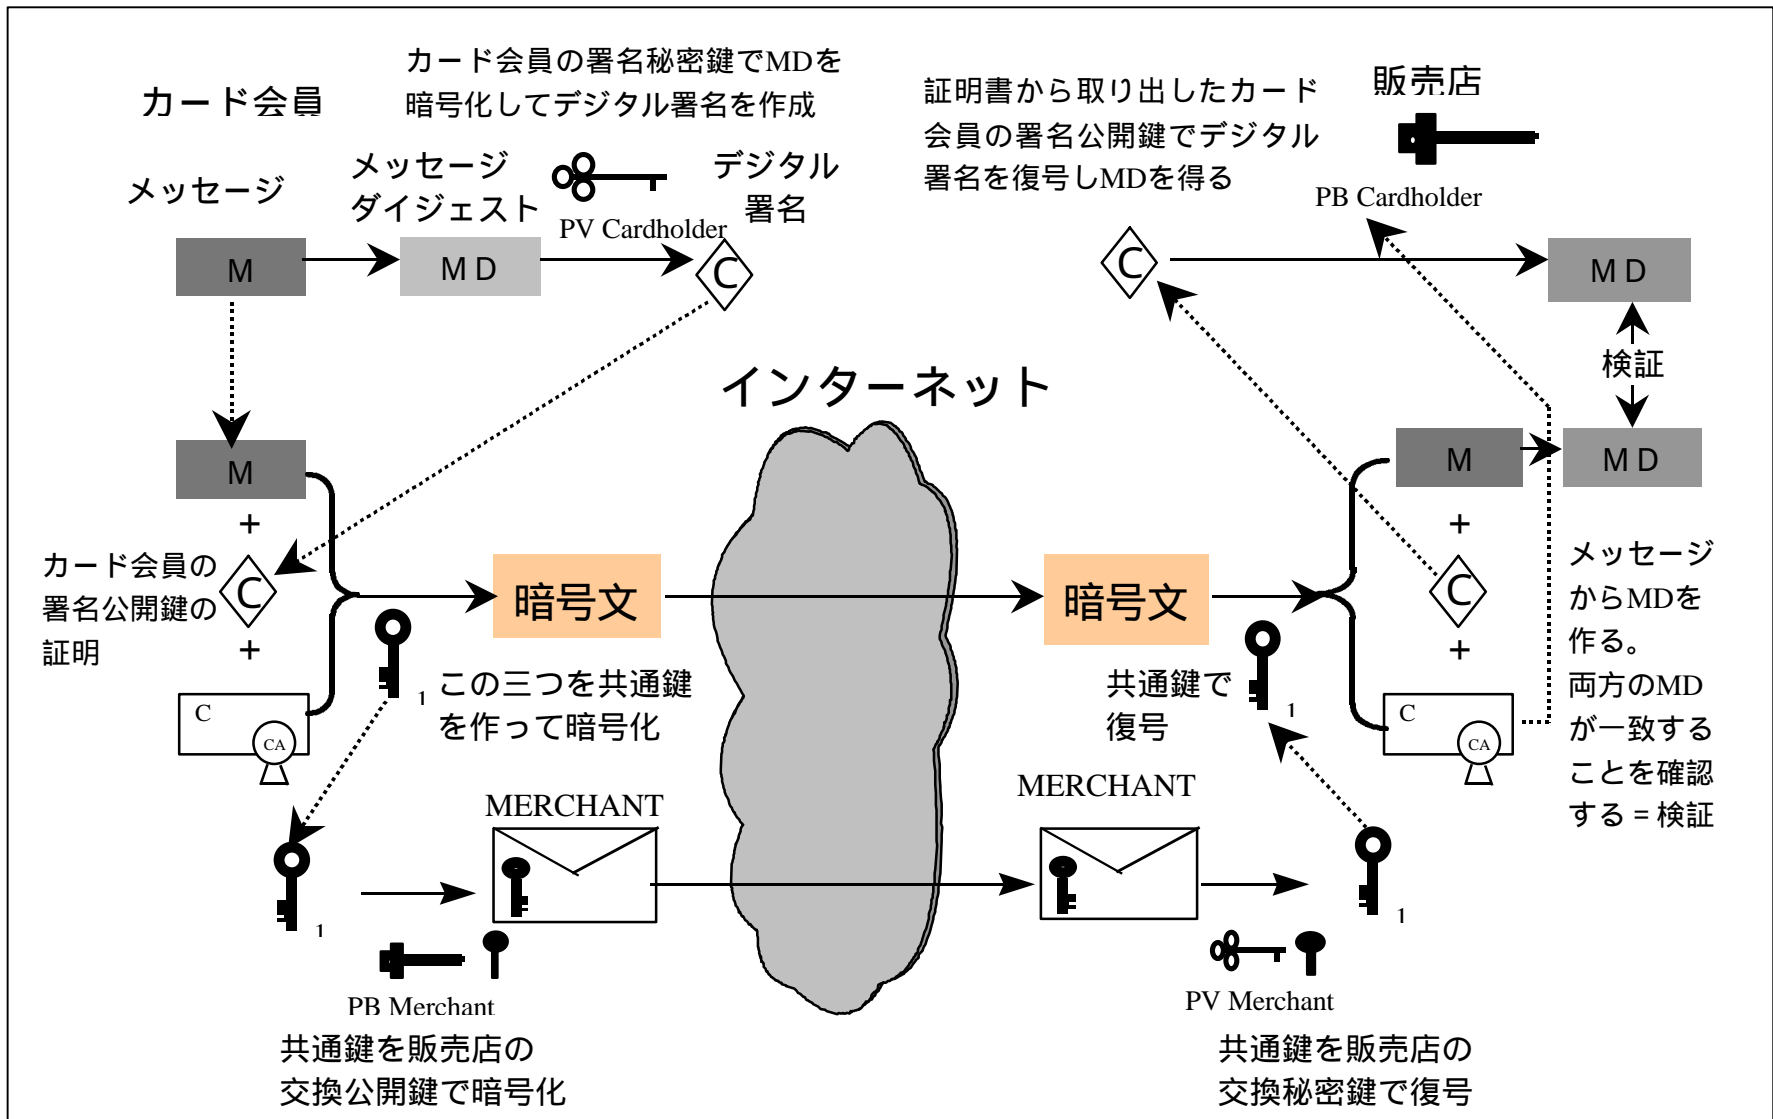 カード会員
カード会員の署名秘密鍵でMDを
暗号化してデジタル署名を作成
証明書から取り出したカード
会員の署名公開鍵でデジタル
署名を復号しMDを得る
販売店
メッセージ
メッセージ
ダイジェスト
デジタル
署名
PV Cardholder
PB Cardholder
M
MD
C
C
MD
検証
インターネット
M
M
MD
+
+
カード会員の
署名公開鍵の
証明
C
暗号文
暗号文
C
メッセージ
からMDを
作る。
両方のMD
が一致する
ことを確認
する = 検証
+
+
C
CA
1
この三つを共通鍵
を作って暗号化
共通鍵で
復号
1
C
CA
MERCHANT
MERCHANT
1
1
PB Merchant
PV Merchant
共通鍵を販売店の
交換公開鍵で暗号化
共通鍵を販売店の
交換秘密鍵で復号